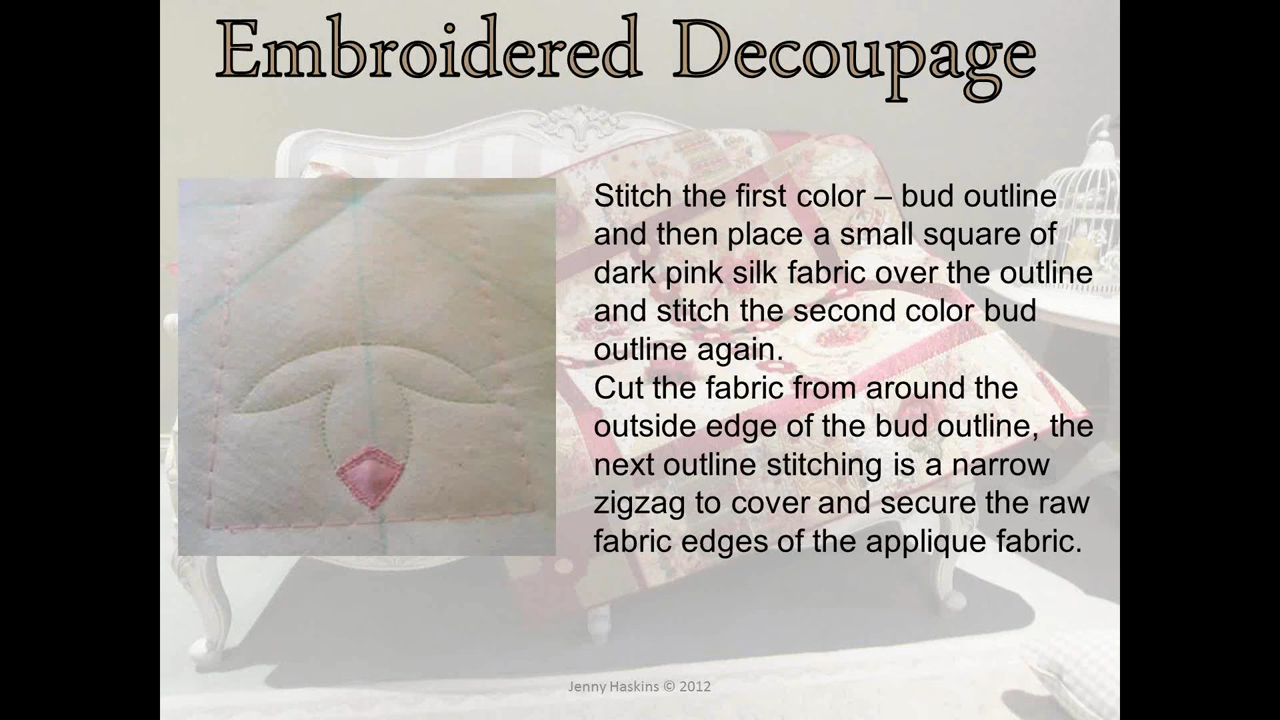 Embroidered Decoupage
Stitch the first color – bud outline
and then place a small square of
dark pink silk fabric over the outline
and stitch the second color bud
outline again.
Cut the fabric from around the
outside edge of the bud outline, the
next outline stitching is a narrow
zigzag to cover and secure the raw
fabric edges of the applique fabric.
Jenny Haskins © 2012